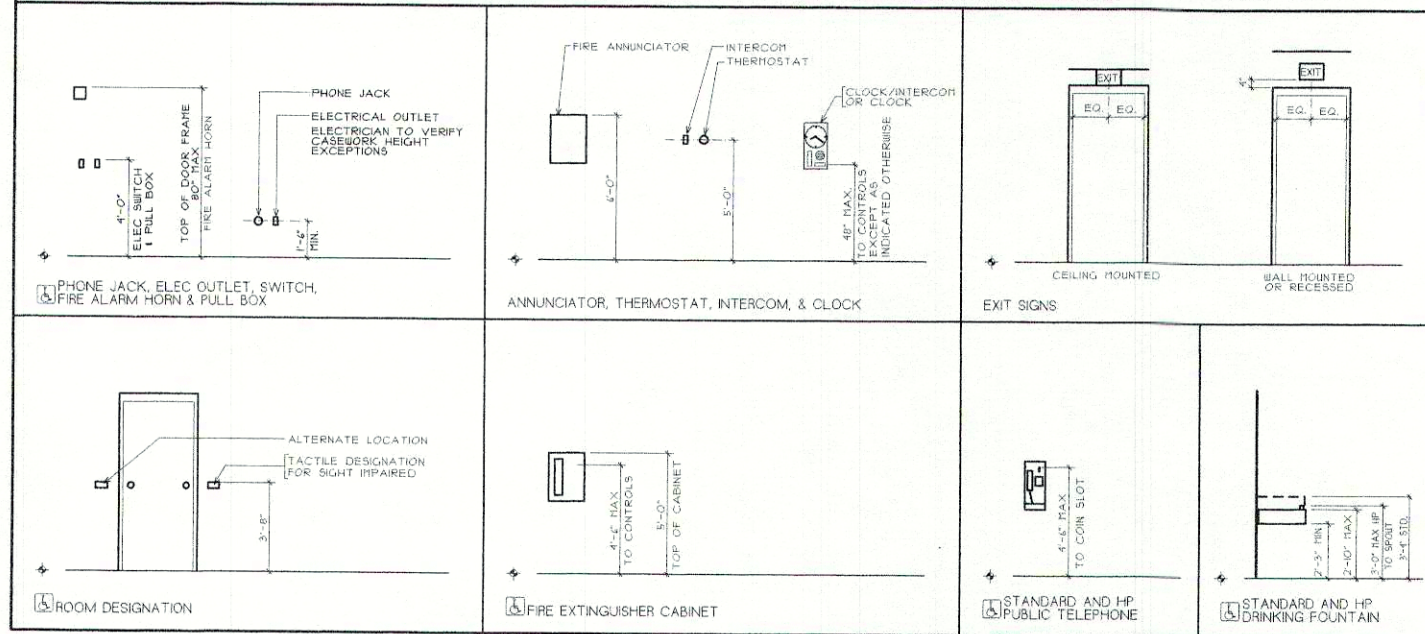 PHONE JACK
ELECTRICAL OUTLET
ELECTRICIAN TO VERIFY
CASEWORK HEIGHT
EXCEPTIONS
4'-0"
ELEC SWITCH
& PULL BOX
TOP OF DOOR FRAME
80" MAX
FIRE ALARM HORN
1'-6"
MIN.
PHONE JACK, ELEC OUTLET, SWITCH,
FIRE ALARM HORN & PULL BOX
FIRE ANNUNCIATOR
INTERCOM
THERMOSTAT
CLOCK/INTERCOM
OR CLOCK
6'-0"
5'-0"
48" MAX.
TO CONTROLS
EXCEPT AS
INDICATED OTHERWISE
ANNUNCIATOR, THERMOSTAT, INTERCOM, & CLOCK
EXIT
EQ. EQ.
CEILING MOUNTED
4"
EXIT
EQ. EQ.
WALL MOUNTED
OR RECESSED
EXIT SIGNS
ALTERNATE LOCATION
TACTILE DESIGNATION
FOR SIGHT IMPAIRED
3'-8"
ROOM DESIGNATION
4'-6" MAX
TO CONTROLS
5'-0"
TOP OF CABINET
FIRE EXTINGUISHER CABINET
4'-6" MAX
TO COIN SLOT
STANDARD AND HP
PUBLIC TELEPHONE
2'-3" MIN
2'-10" MAX
3'-0" MAX HP
TO SPOUT
3'-4" STD.
STANDARD AND HP
DRINKING FOUNTAIN